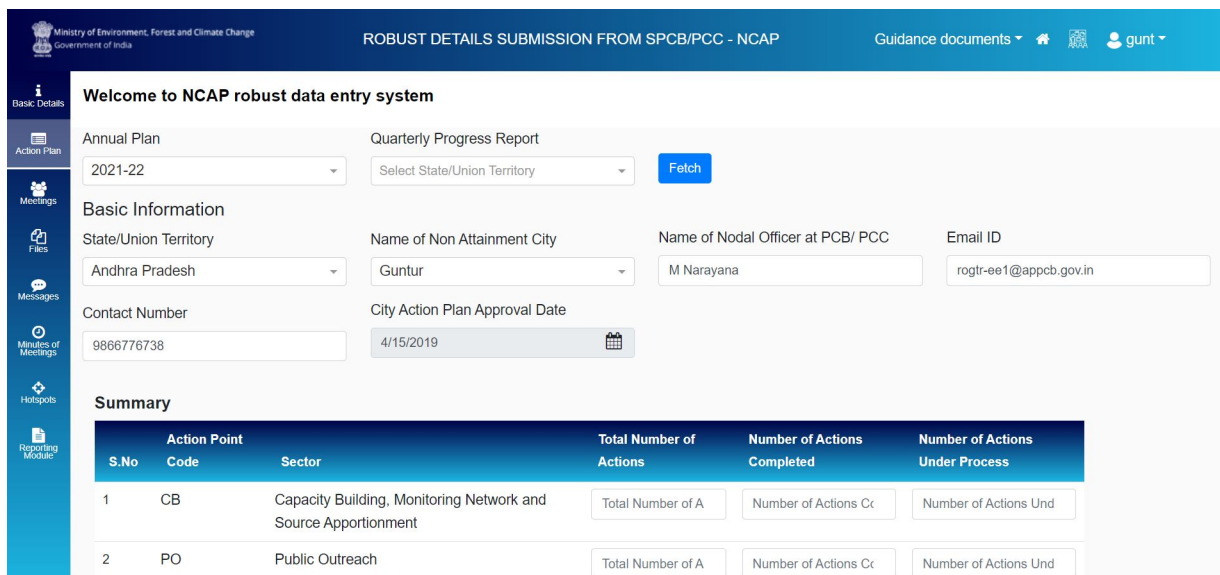 Ministry of Environment, Forest and Climate Change
Government of India
ROBUST DETAILS SUBMISSION FROM SPCB/PCC - NCAP
Guidance documents
gunt
Basic Details
Action Plan
Meetings
Files
Messages
Minutes of
Meetings
Hotspots
Reporting
Module
Welcome to NCAP robust data entry system
Annual Plan
Quarterly Progress Report
2021-22
Select State/Union Territory
Fetch
Basic Information
State/Union Territory
Name of Non Attainment City
Name of Nodal Officer at PCB/ PCC
Email ID
Andhra Pradesh
Guntur
M Narayana
rogtr-ee1@appcb.gov.in
Contact Number
City Action Plan Approval Date
9866776738
4/15/2019
Summary
S.No
Action Point
Code
Sector
Total Number of
Actions
Number of Actions
Completed
Number of Actions
Under Process
1
CB
Capacity Building, Monitoring Network and
Source Apportionment
Total Number of A
Number of Actions Co
Number of Actions Und
2
PO
Public Outreach
Total Number of A
Number of Actions Co
Number of Actions Und